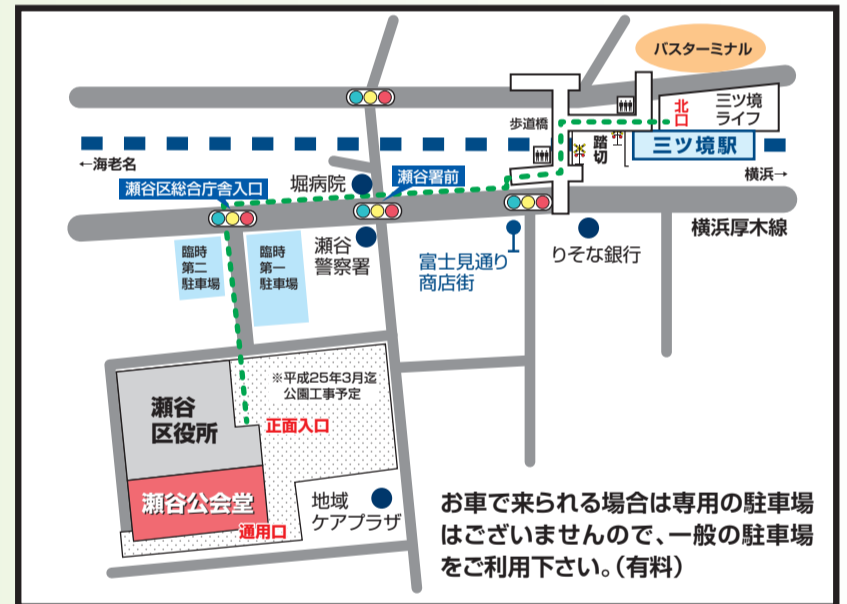 バスターミナル
北口
三ツ境
ライフ
歩道橋
踏切
三ツ境駅
←海老名
横浜→
瀬谷区総合庁舎入口
堀病院
瀬谷署前
横浜厚木線
臨時
第二
駐車場
臨時
第一
駐車場
瀬谷
警察署
富士見通り
商店街
りそな銀行
※平成25年3月迄
公園工事予定
瀬谷
区役所
正面入口
瀬谷公会堂
通用口
地域
ケアプラザ
お車で来られる場合は専用の駐車場
はございませんので、一般の駐車場
をご利用下さい。(有料)